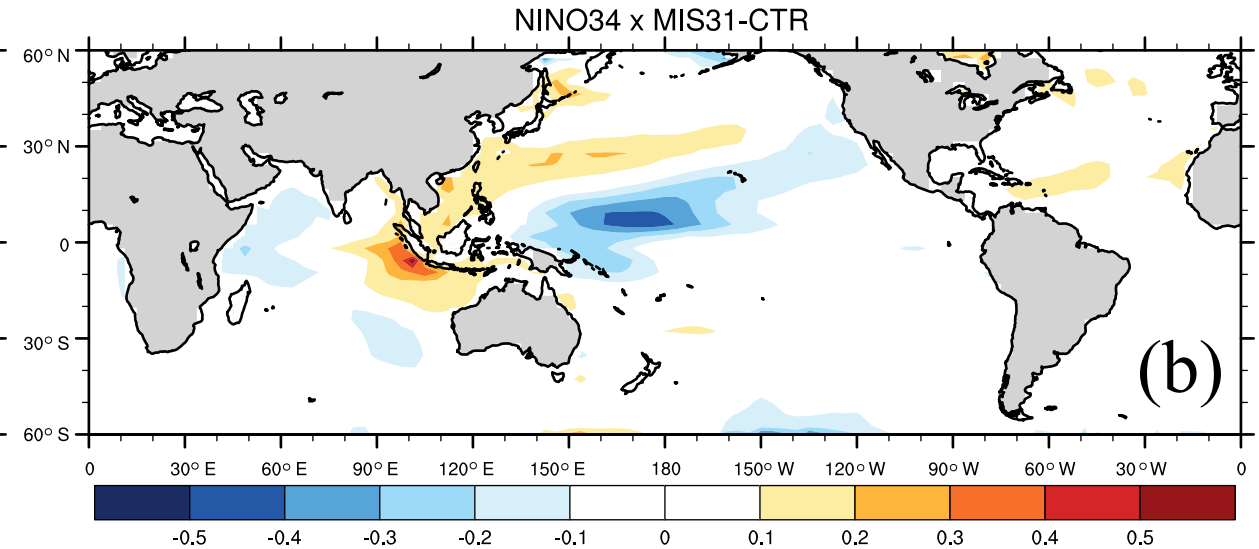 NINO34 x MIS31-CTR
60° N
30° N
0
30° S
60° S
(b)
0 30° E 60° E 90° E 120° E 150° E 180 150° W 120° W 90° W 60° W 30° W 0
-0.5 -0.4 -0.3 -0.2 -0.1 0 0.1 0.2 0.3 0.4 0.5